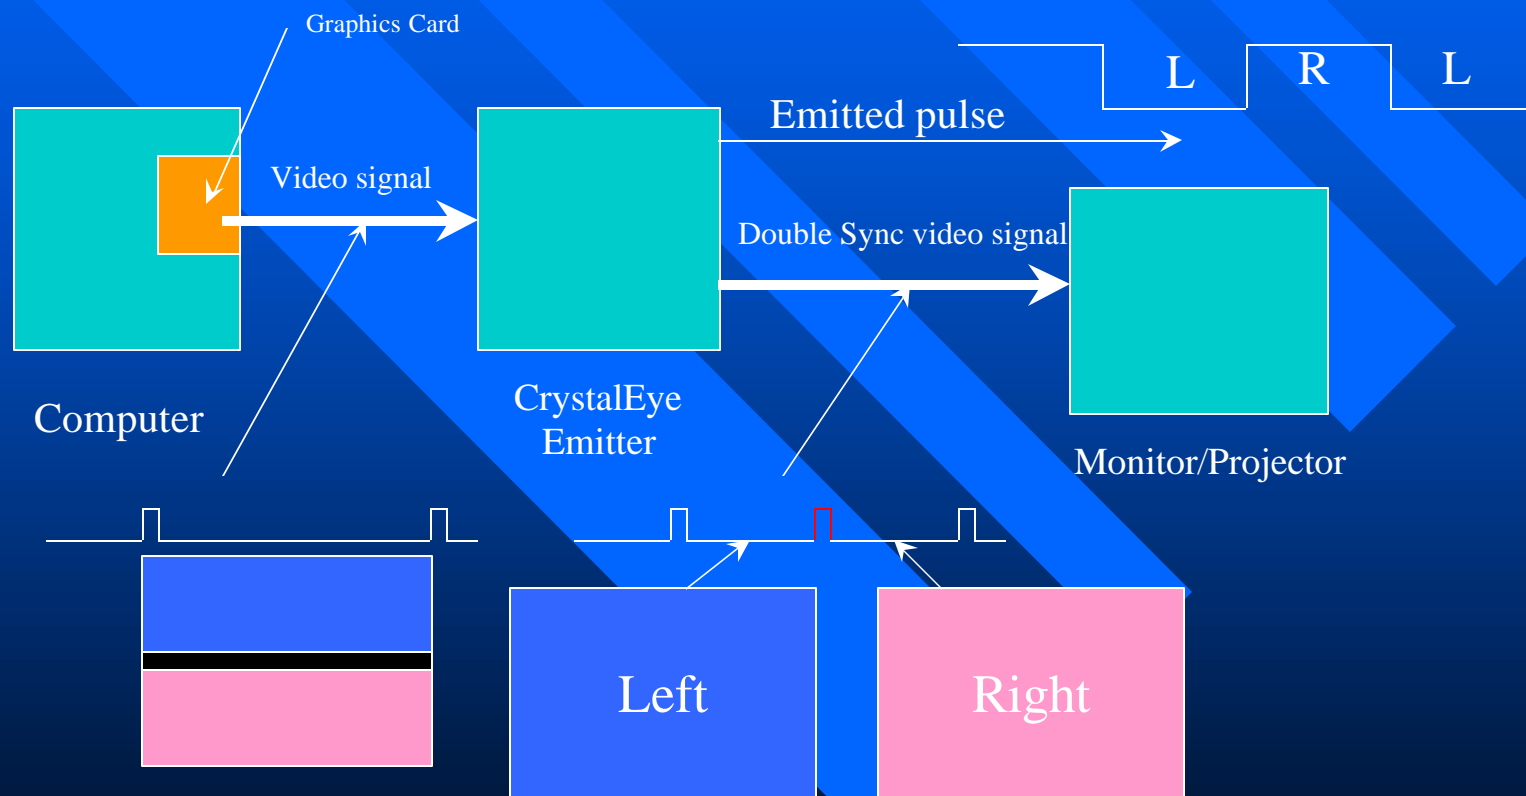 Graphics Card
L R L
Emitted pulse
Video signal
Double Sync video signal
Computer
CrystalEye
Emitter
Monitor/Projector
Left
Right